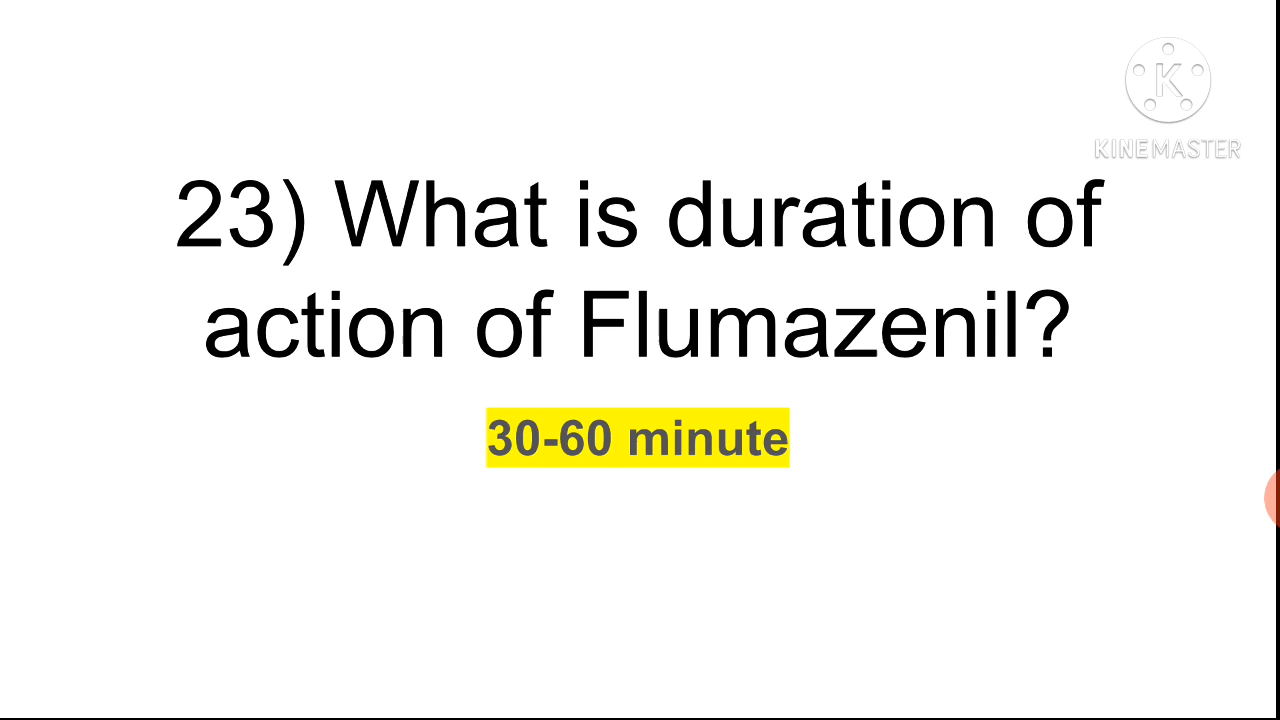 K
KINEMASTER
23) What is duration of
action of Flumazenil?
30-60 minute